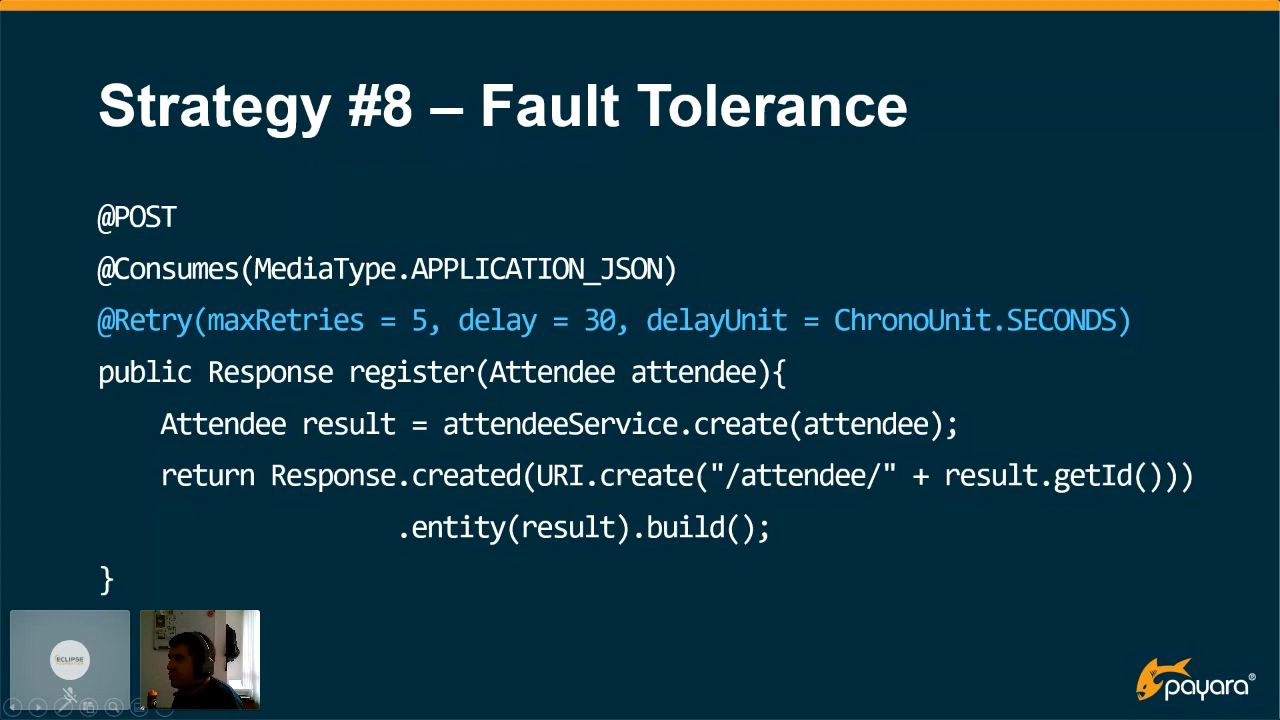 Strategy #8 – Fault Tolerance
@POST
@Consumes(MediaType.APPLICATION_JSON)
@Retry(maxRetries = 5, delay = 30, delayUnit = ChronoUnit.SECONDS)
public Response register(Attendee attendee){
    Attendee result = attendeeService.create(attendee);
    return Response.created(URI.create("/attendee/" + result.getId()))
                   .entity(result).build();
}
ECLIPSE
payara®